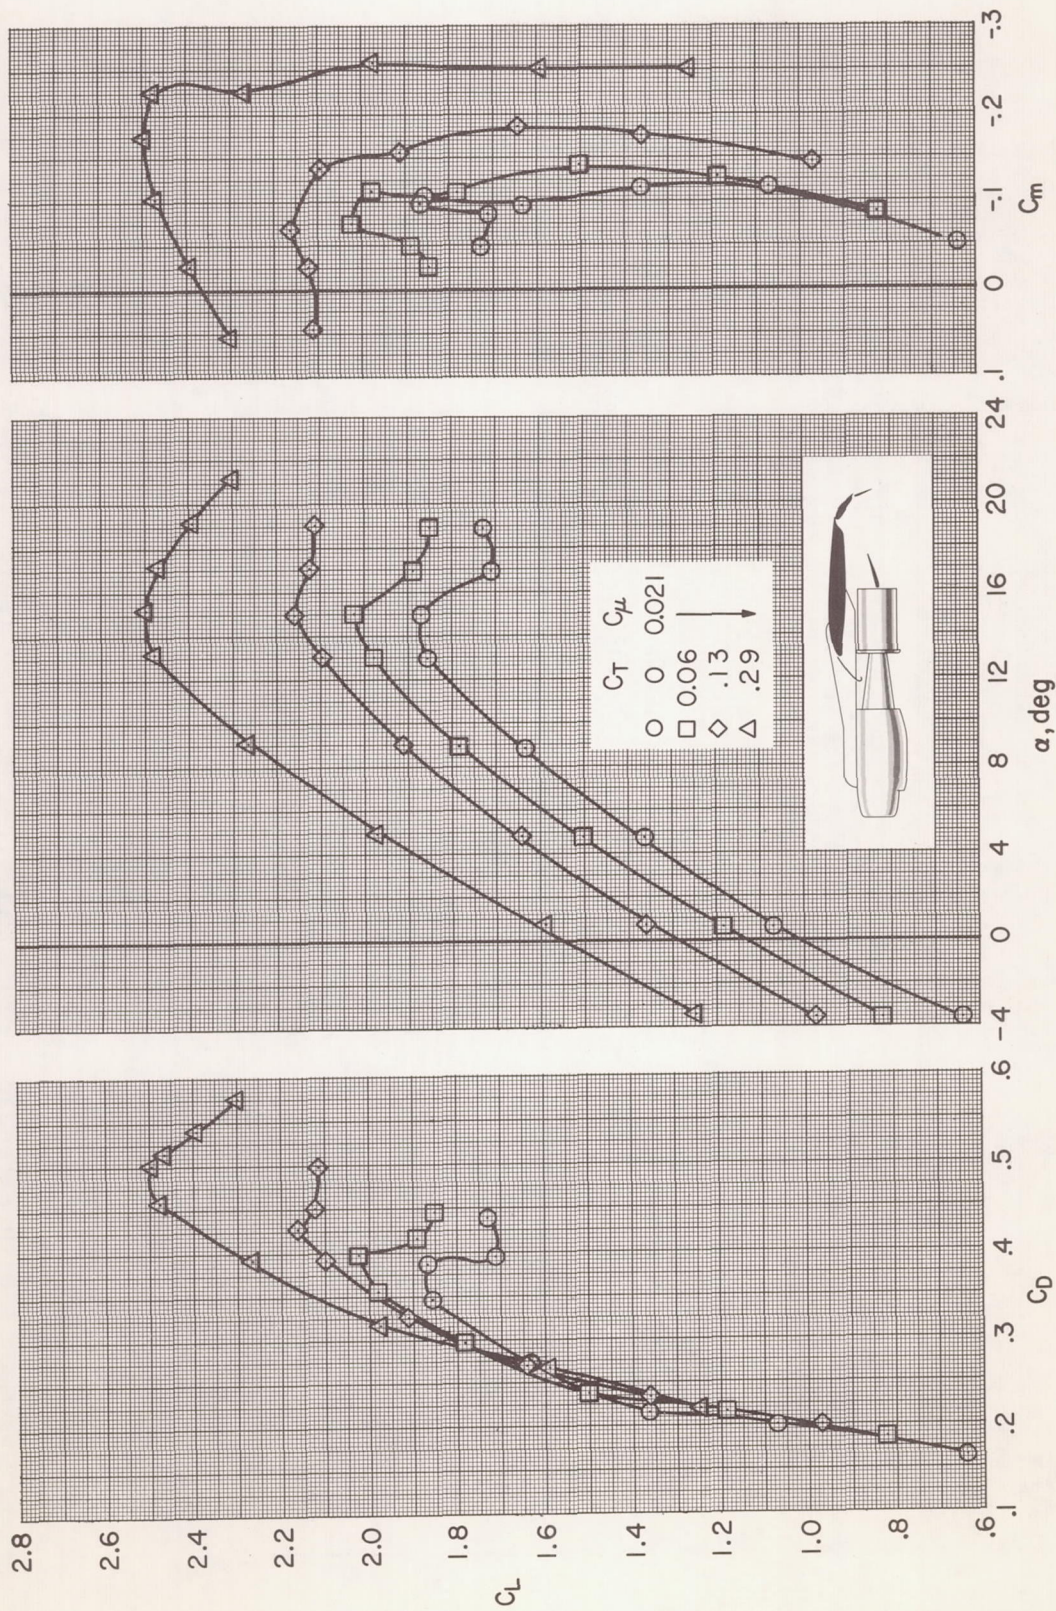 2.8
2.6
2.4
2.2
2.0
1.8
1.6
1.4
1.2
1.0
.8
.6
C_L
.1 .2 .3 .4 .5 .6
C_D
-4 0 4 8 12 16 20 24
α, deg
C_T C_μ
○ 0 0.021
□ 0.06
◇ .13
△ .29
.1 0 -.1 -.2 -.3
C_m